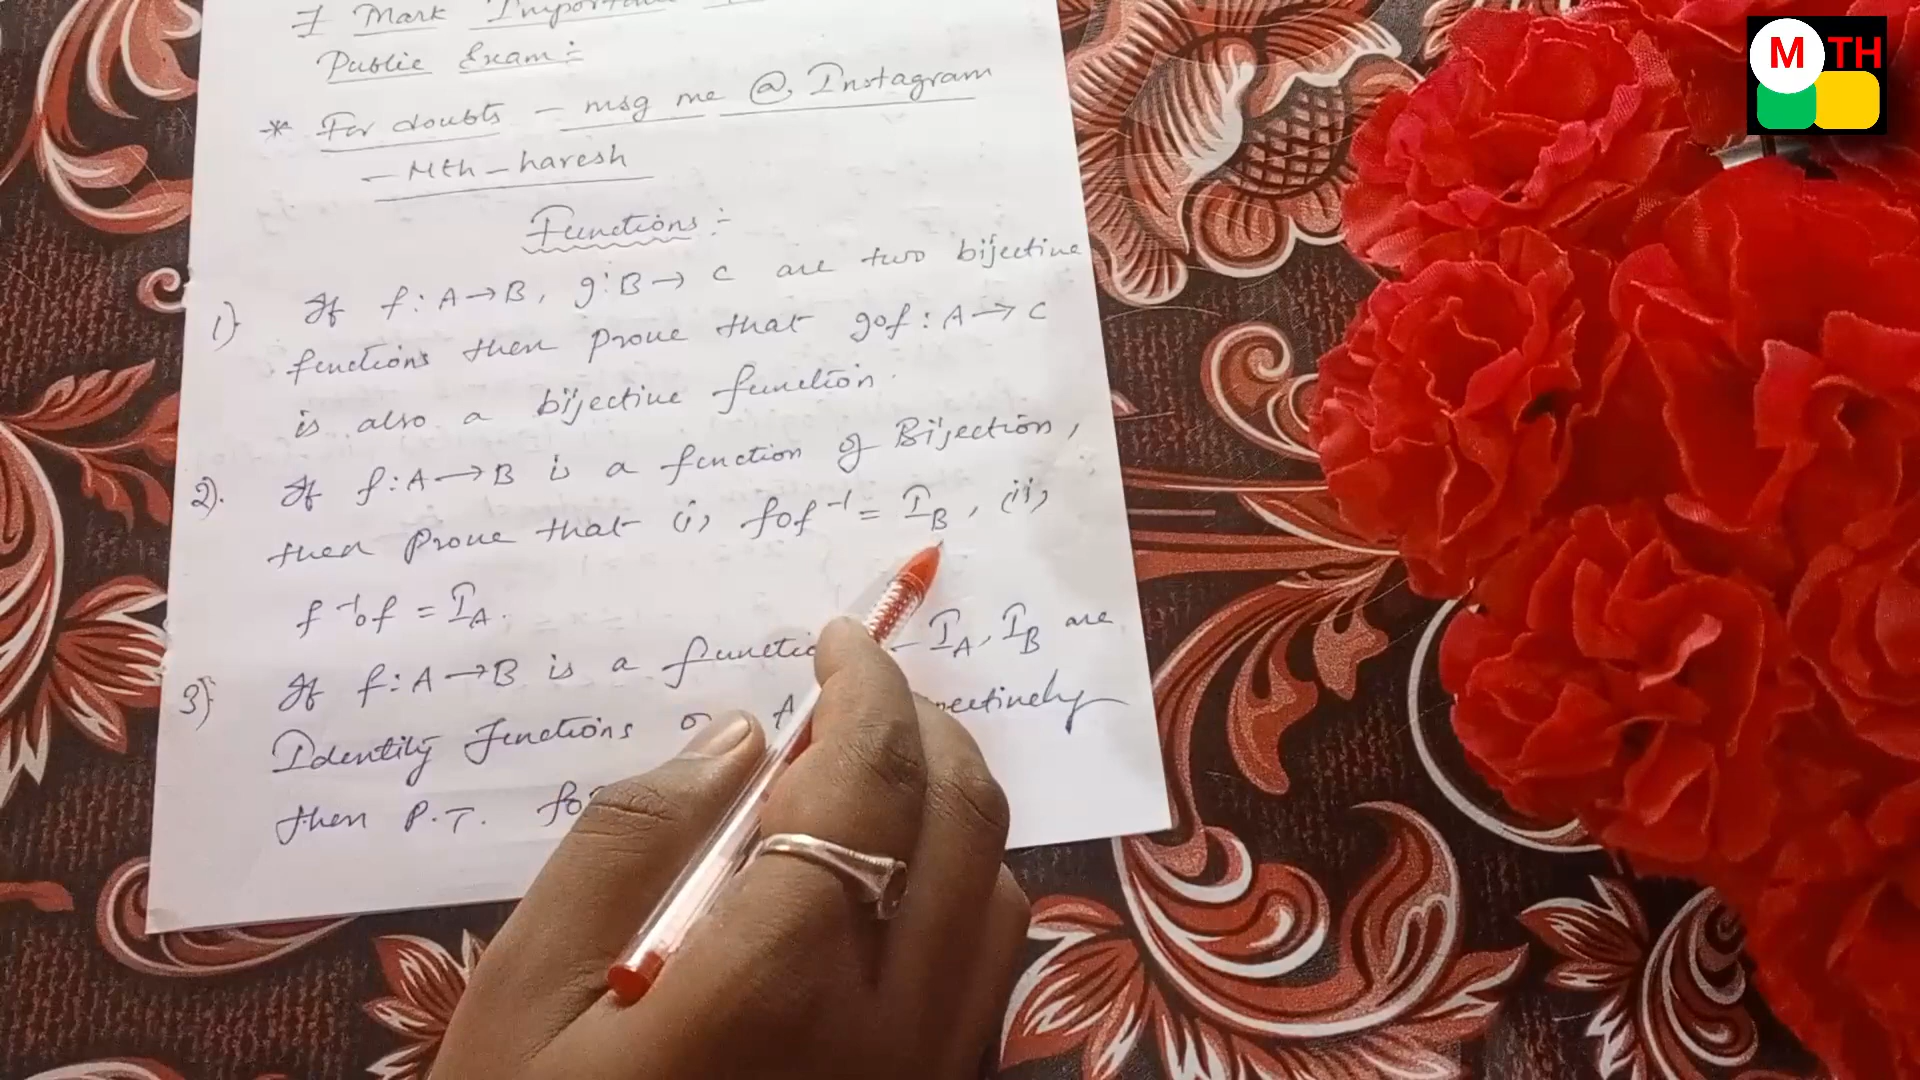 7 Mark Important
Public Exam:-
* For doubts - msg me @ Instagram
- Mth - haresh
Functions:-
1) If f: A→B, g: B→ C are two bijective
functions then prove that gof: A→C
is also a bijective function.
2). If f: A→B is a function of Bijection,
then prove that (i) fof⁻¹ = I_B, (ii)
f⁻¹of = I_A.
3) If f: A→B is a I_A, I_B are
Identity functions A
then P.T.
M TH